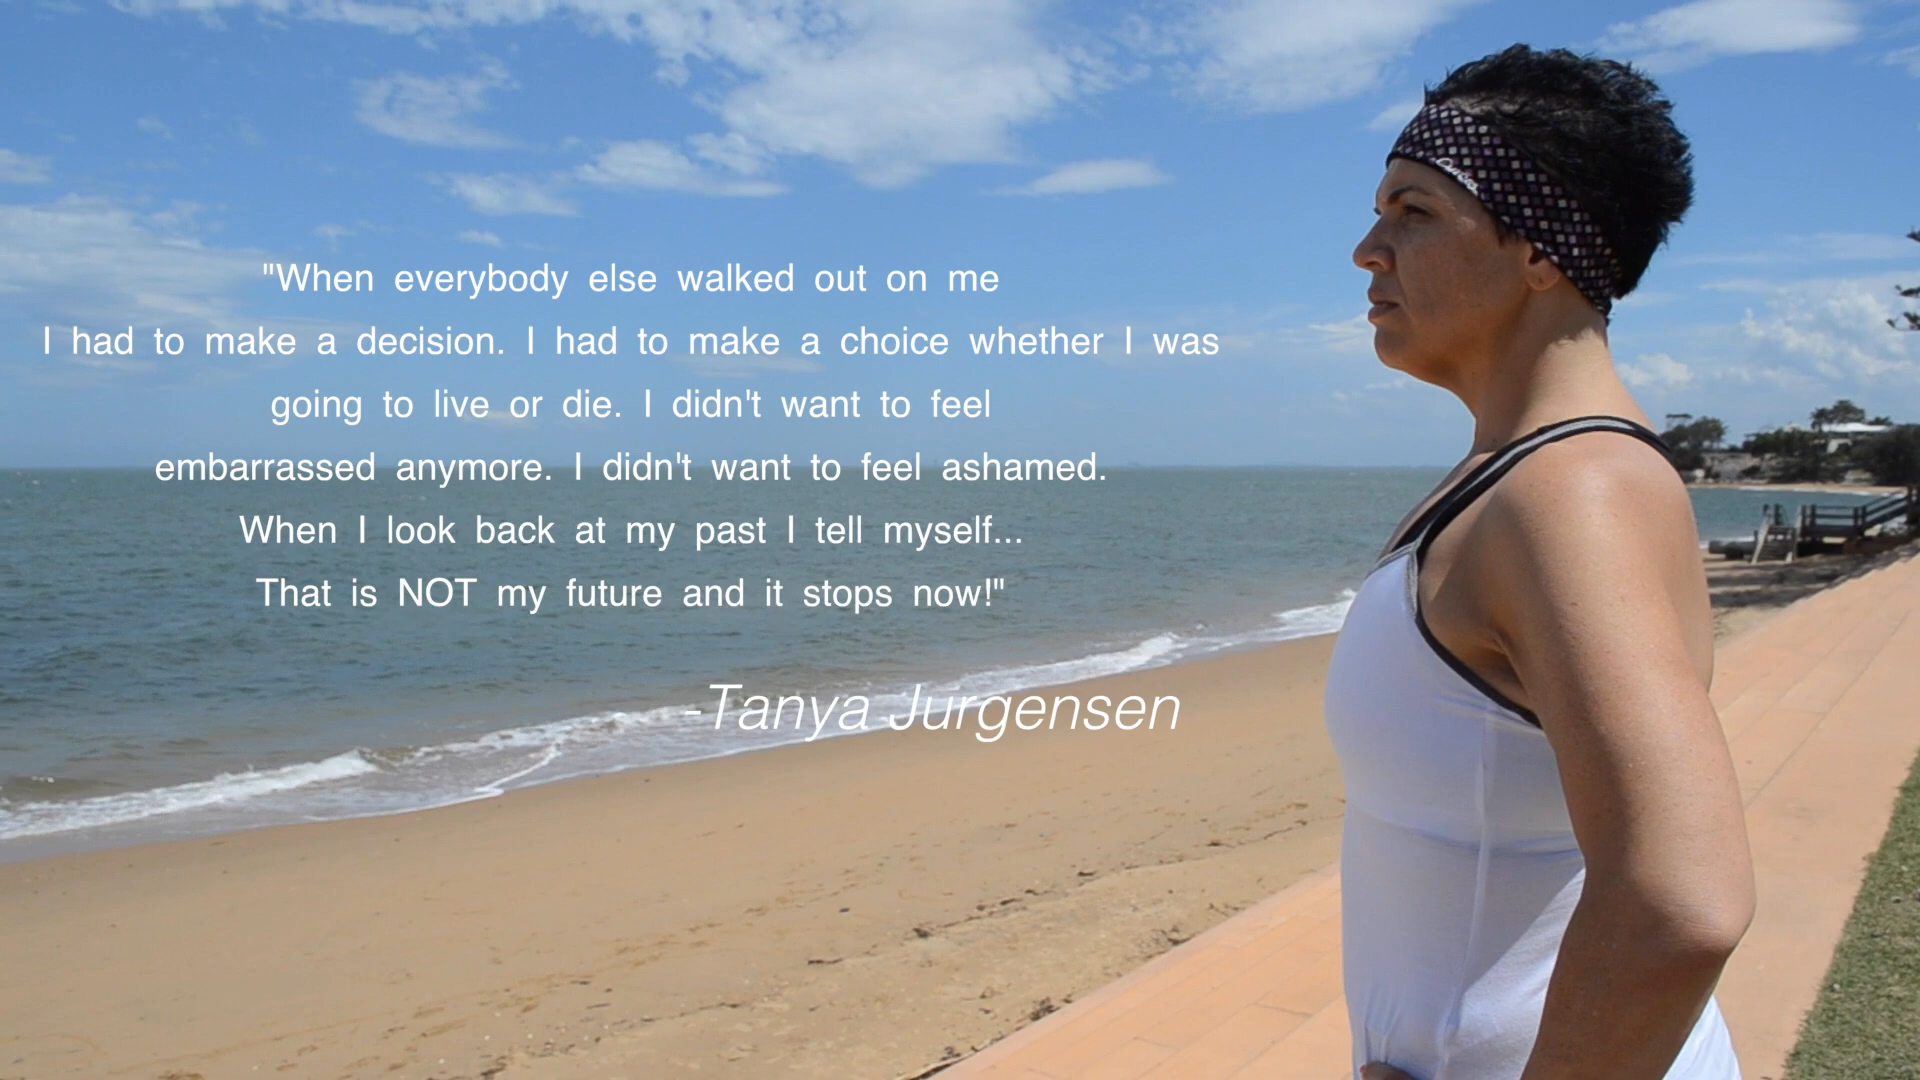 "When everybody else walked out on me
I had to make a decision. I had to make a choice whether I was
going to live or die. I didn't want to feel
embarrassed anymore. I didn't want to feel ashamed.
When I look back at my past I tell myself...
That is NOT my future and it stops now!"
-Tanya Jurgensen